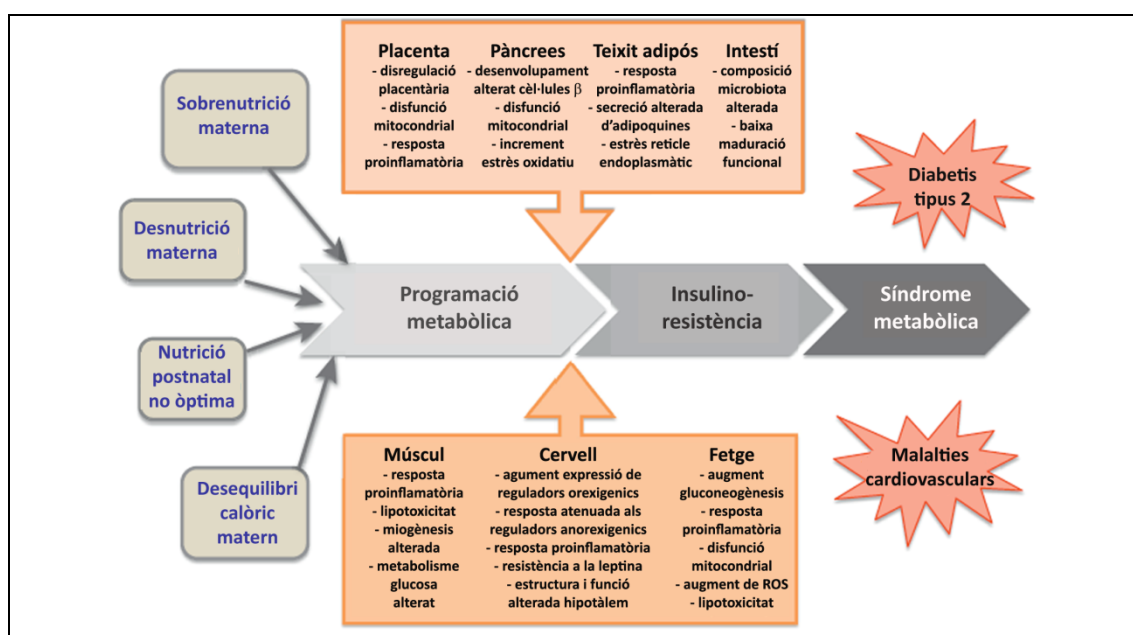 Sobrenutrició
materna
Desnutrició
materna
Nutrició
postnatal
no òptima
Desequilibri
calòric
matern
Placenta
- disregulació
placentària
- disfunció
mitocondrial
- resposta
proinflamatòria
Pàncrees
- desenvolupament
alterat cèl·lules β
- disfunció
mitocondrial
- increment
estrès oxidatiu
Teixit adipós
- resposta
proinflamatòria
- secreció alterada
d'adipoquines
- estrès reticle
endoplasmàtic
Intestí
- composició
microbiota
alterada
- baixa
maduració
funcional
Programació
metabòlica
Insulino-
resistència
Síndrome
metabòlica
Diabetis
tipus 2
Malalties
cardiovasculars
Múscul
- resposta
proinflamatòria
- lipotoxicitat
- miogènesis
alterada
- metabolisme
glucosa
alterat
Cervell
- agument expressió de
reguladors orexigenics
- resposta atenuada als
reguladors anorexigenics
- resposta proinflamatòria
- resistència a la leptina
- estructura i funció
alterada hipotàlem
Fetge
- augment
gluconeogènesis
- resposta
proinflamatòria
- disfunció
mitocondrial
- augment de ROS
- lipotoxicitat